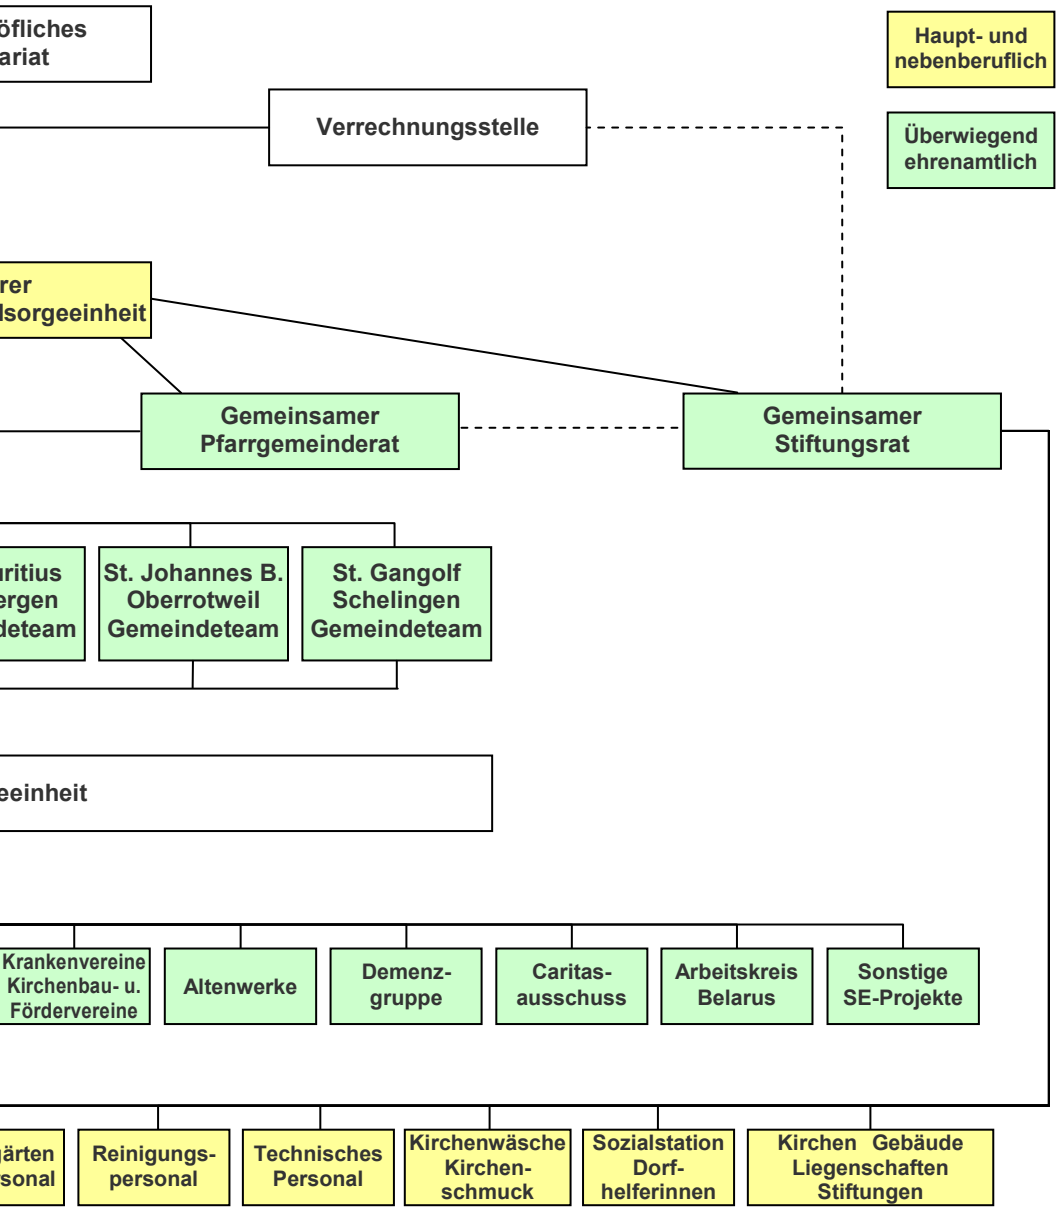 öfliches
ariat
Haupt- und
nebenberuflich
Verrechnungsstelle
Überwiegend
ehrenamtlich
rer
lsorgeeinheit
Gemeinsamer
Pfarrgemeinderat
Gemeinsamer
Stiftungsrat
uritius
ergen
deteam
St. Johannes B.
Oberrotweil
Gemeindeteam
St. Gangolf
Schelingen
Gemeindeteam
eeinheit
Krankenvereine
Kirchenbau- u.
Fördervereine
Altenwerke
Demenz-
gruppe
Caritas-
ausschuss
Arbeitskreis
Belarus
Sonstige
SE-Projekte
gärten
rsonal
Reinigungs-
personal
Technisches
Personal
Kirchenwäsche
Kirchen-
schmuck
Sozialstation
Dorf-
helferinnen
Kirchen Gebäude
Liegenschaften
Stiftungen